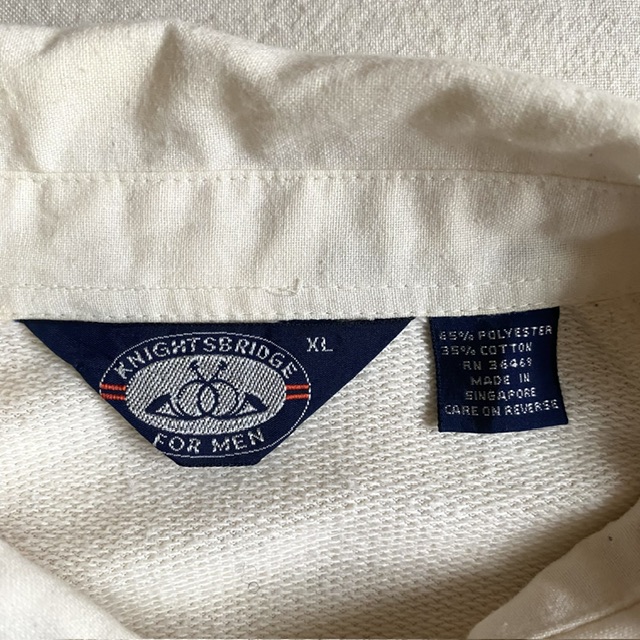 KNIGHTSBRIDGE
FOR MEN
XL
65% POLYESTER
35% COTTON
RN 36469
MADE IN
SINGAPORE
CARE ON REVERSE